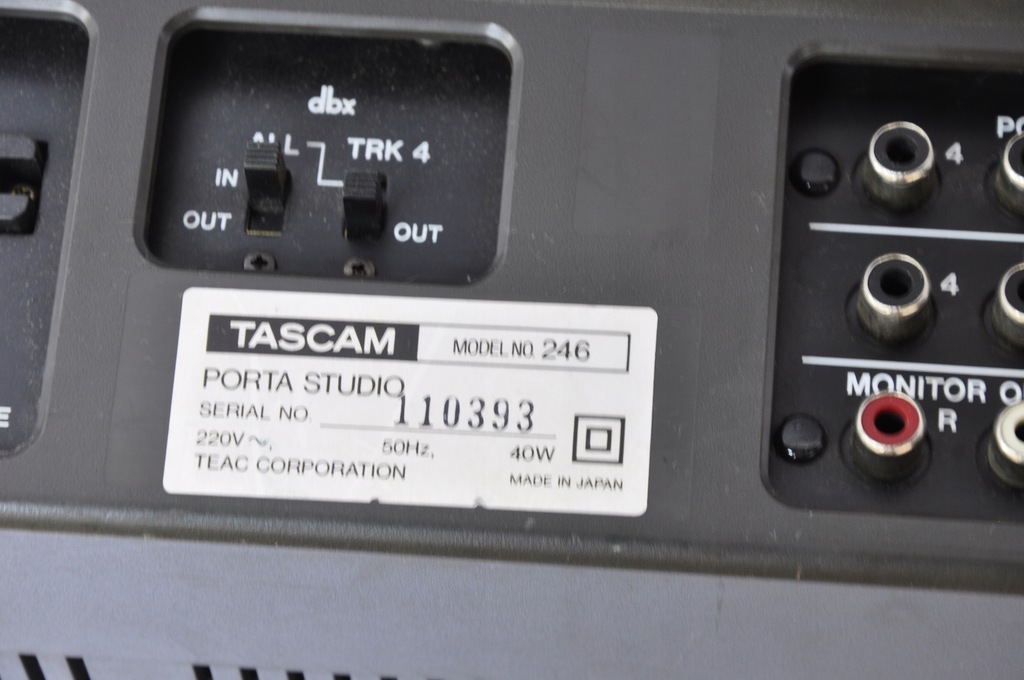 dbx
ALL TRK 4
IN
OUT OUT
TASCAM MODEL NO. 246
PORTA STUDIO
SERIAL NO. 110393
220V ~, 50Hz, 40W
TEAC CORPORATION
MADE IN JAPAN
4
4
MONITOR
R
E